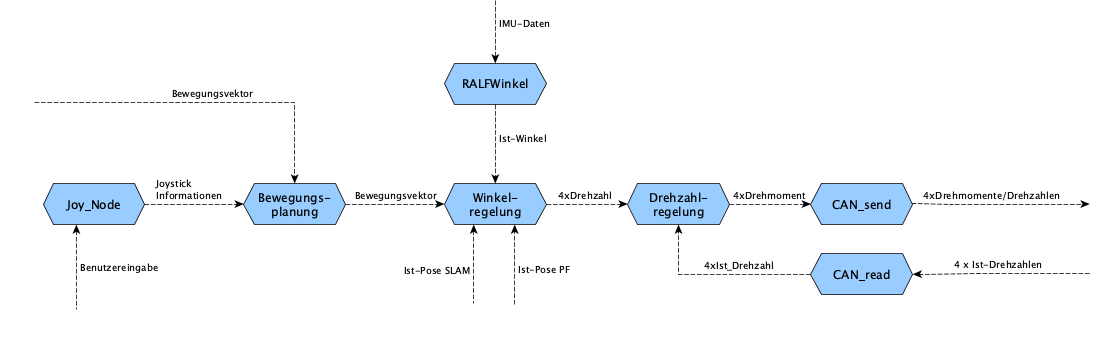 IMU-Daten
RALFWinkel
Bewegungsvektor
Ist-Winkel
Joy_Node
Joystick
Informationen
Bewegungs-
planung
Bewegungsvektor
Winkel-
regelung
4xDrehzahl
Drehzahl-
regelung
4xDrehmoment
CAN_send
4xDrehmomente/Drehzahlen
Benutzereingabe
Ist-Pose SLAM
Ist-Pose PF
4xIst_Drehzahl
CAN_read
4 x Ist-Drehzahlen